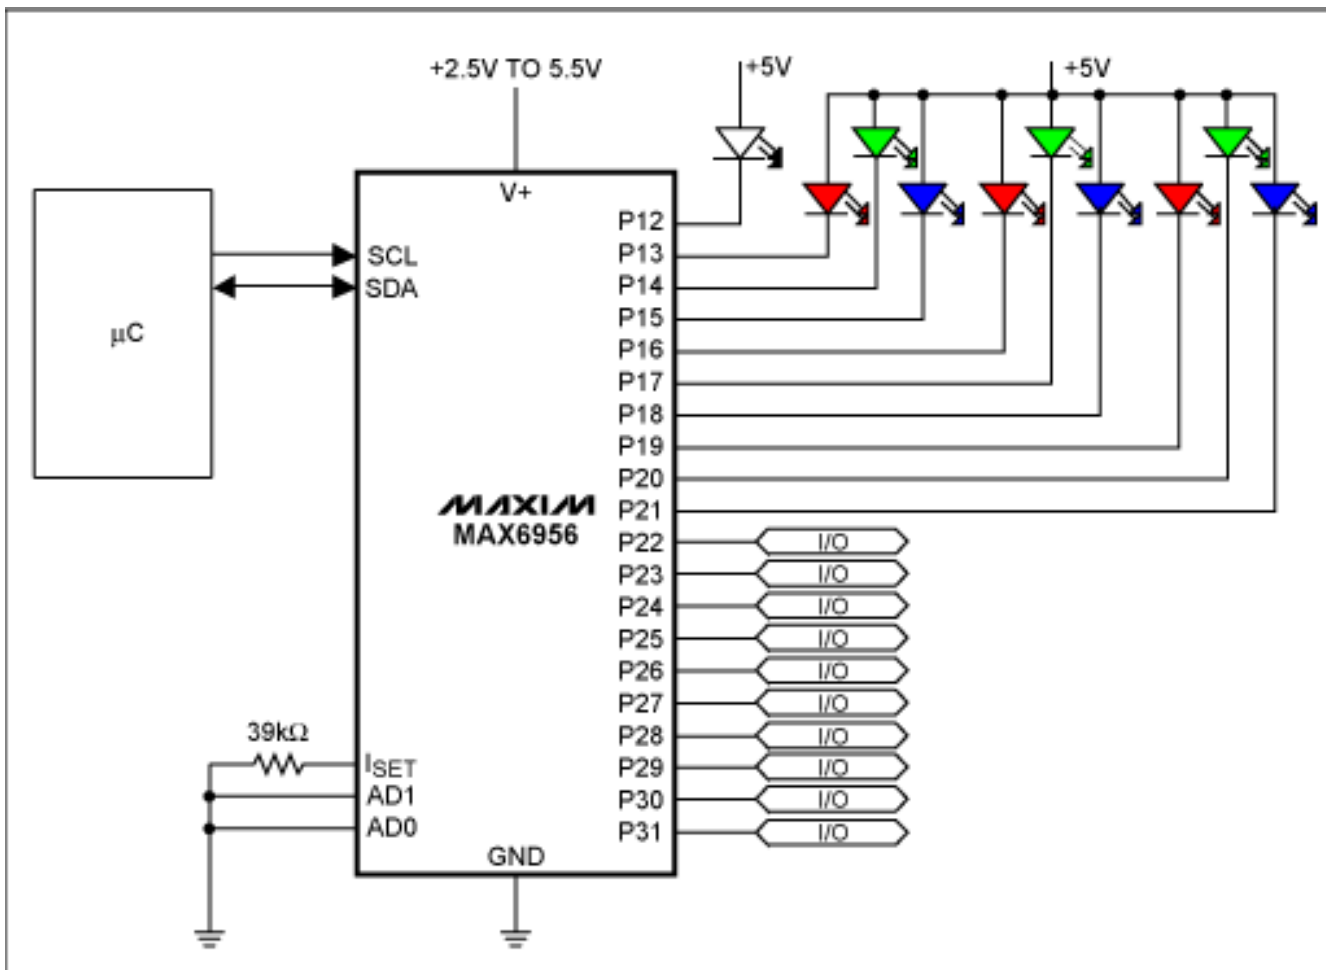 +2.5V TO 5.5V
+5V
+5V
V+
P12
P13
SCL
SDA
P14
P15
μC
P16
P17
P18
P19
P20
MAXIM
P21
MAX6956
P22
I/O
P23
I/O
P24
I/O
P25
I/O
P26
I/O
P27
I/O
39kΩ
P28
I/O
ISET
P29
I/O
AD1
P30
I/O
AD0
P31
I/O
GND